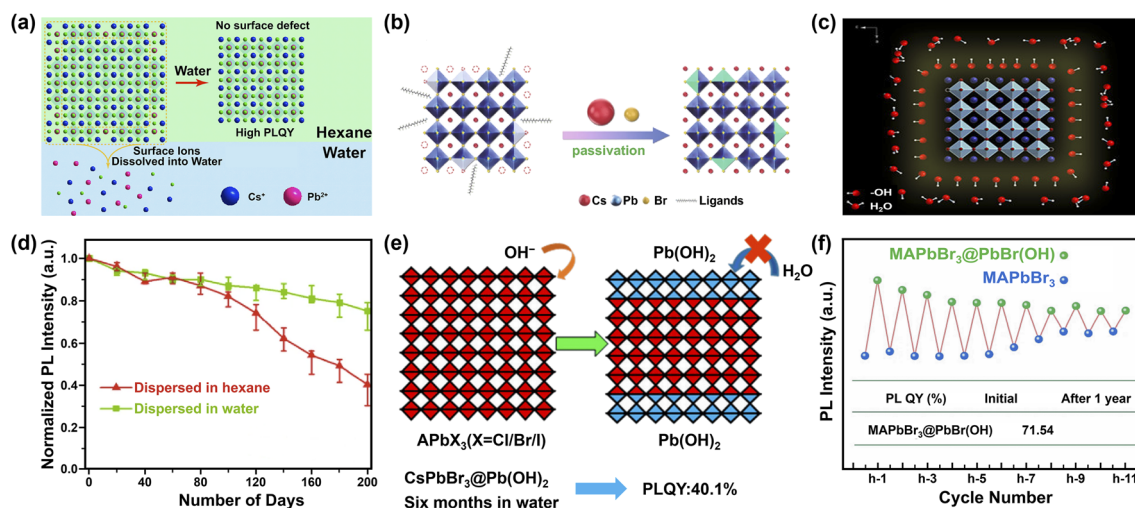 (a)
No surface defect
Water
High PLQY
Hexane
Water
Surface Ions
Dissolved into Water
Cs⁺
Pb²⁺
(b)
passivation
Cs Pb Br Ligands
(c)
-OH
H₂O
(d)
Normalized PL Intensity (a.u.)
1.0
0.8
0.6
0.4
0.2
0.0
Dispersed in hexane
Dispersed in water
0 40 80 120 160 200
Number of Days
(e)
OH⁻
Pb(OH)₂
H₂O
APbX₃(X=Cl/Br/I)
Pb(OH)₂
CsPbBr₃@Pb(OH)₂
Six months in water
PLQY:40.1%
(f)
MAPbBr₃@PbBr(OH)
MAPbBr₃
PL Intensity (a.u.)
PL QY (%) Initial After 1 year
MAPbBr₃@PbBr(OH) 71.54
h-1 h-3 h-5 h-7 h-9 h-11
Cycle Number